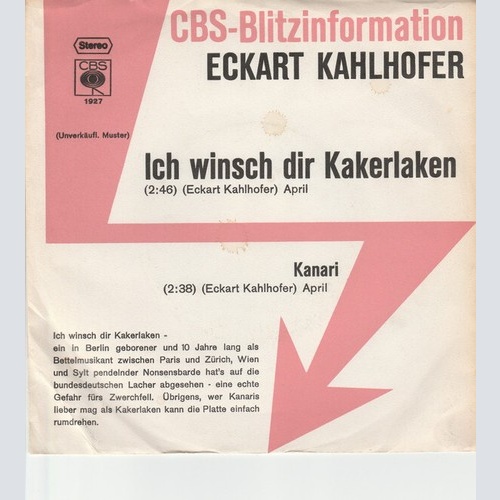 CBS-Blitzinformation
Stereo
ECKART KAHLHOFER
CBS
1927
(Unverkäufl. Muster)
Ich winsch dir Kakerlaken
(2:46) (Eckart Kahlhofer) April
Kanari
(2:38) (Eckart Kahlhofer) April
Ich winsch dir Kakerlaken -
ein in Berlin geborener und 10 Jahre lang als
Bettelmusikant zwischen Paris und Zürich, Wien
und Sylt pendelnder Nonsensbarde hat's auf die
bundesdeutschen Lacher abgesehen - eine echte
Gefahr fürs Zwerchfell. Übrigens, wer Kanaris
lieber mag als Kakerlaken kann die Platte einfach
rumdrehen.